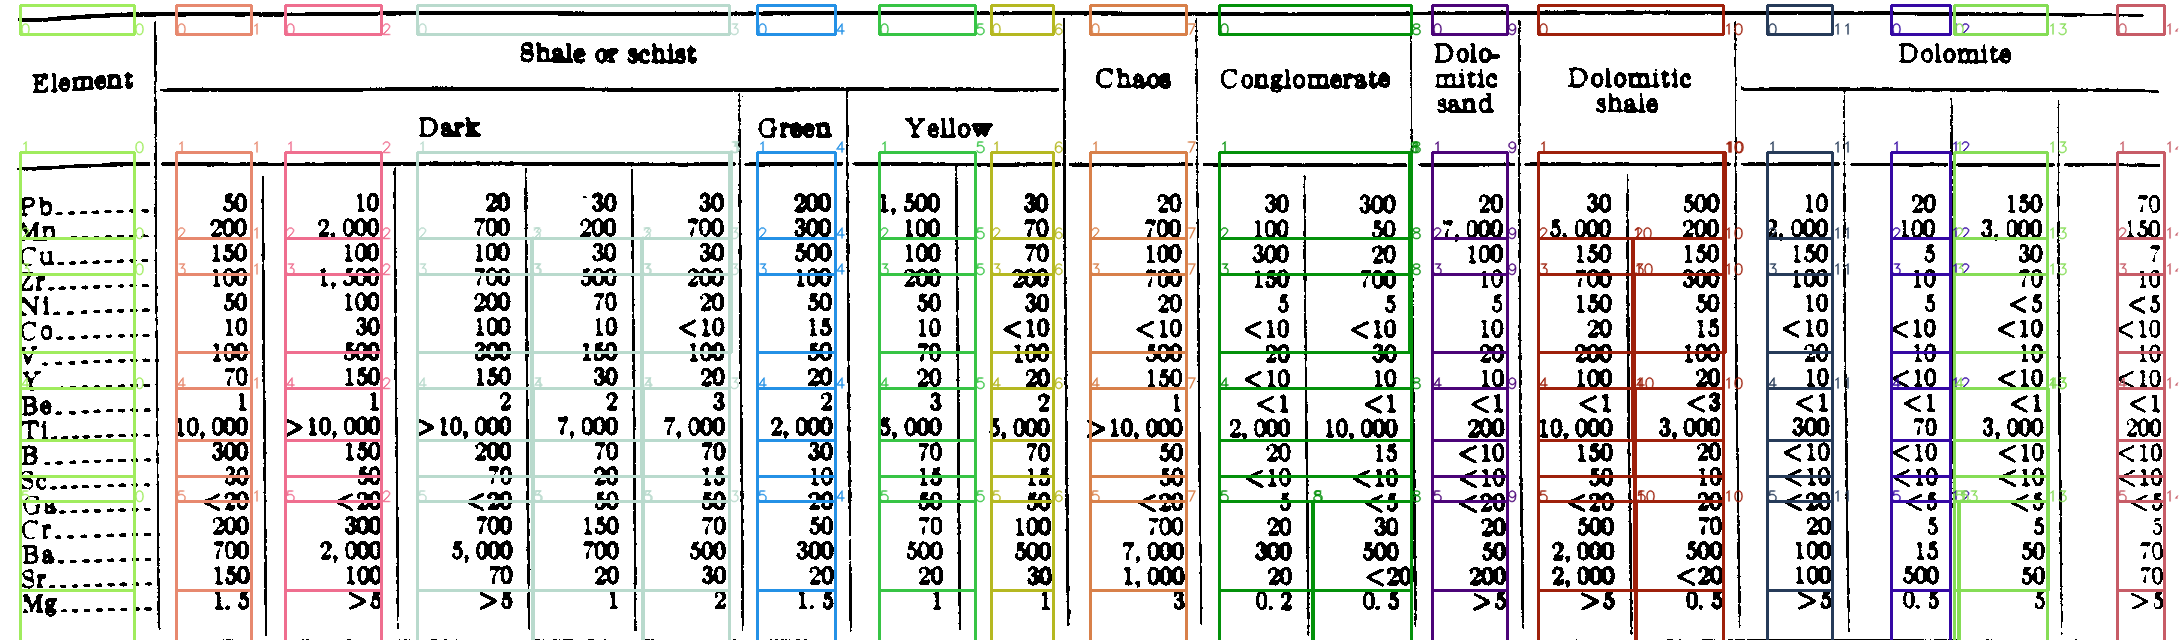 Element Shale or schist Chaos Conglomerate Dolo-mitic sand Dolomitic shale Dolomite
Dark Green Yellow
Pb 50 10 20 30 30 200 1,500 30 20 30 300 20 30 500 10 20 150 70
Mn 200 2,000 700 200 700 300 100 70 700 100 50 7,000 5,000 200 2,000 100 3,000 150
Cu 150 100 100 30 30 500 100 70 100 300 20 100 150 150 150 5 30 7
Zr 100 1,500 700 500 200 100 200 200 700 150 700 10 700 300 100 10 70 10
Ni 50 100 200 70 20 50 50 30 20 5 5 5 150 50 10 5 <5 <5
Co 10 30 100 10 <10 15 10 <10 <10 <10 <10 10 20 15 <10 <10 <10 <10
V 100 500 300 150 100 50 70 100 500 20 30 20 200 100 20 10 10 10
Y 70 150 150 30 20 20 20 20 150 <10 10 10 100 20 10 <10 <10 <10
Be 1 1 2 2 3 2 3 2 1 <1 <1 <1 <1 <3 <1 <1 <1 <1
Ti 10,000 >10,000 >10,000 7,000 7,000 2,000 5,000 5,000 >10,000 2,000 10,000 200 10,000 3,000 300 70 3,000 200
B 300 150 200 70 70 30 70 70 50 20 15 <10 150 20 <10 <10 <10 <10
Sc 30 50 70 20 15 10 15 15 50 <10 <10 <10 50 10 <10 <10 <10 <10
Ga <20 <20 <20 50 50 20 50 50 <20 5 <5 <20 <20 20 <20 <5 <5 <5
Cr 200 300 700 150 70 50 70 100 700 20 30 20 500 70 20 5 5 5
Ba 700 2,000 5,000 700 500 300 500 500 7,000 300 500 50 2,000 500 100 15 50 70
Sr 150 100 70 20 30 20 20 30 1,000 20 <20 200 2,000 <20 100 500 50 70
Mg 1.5 >5 >5 1 2 1.5 1 1 3 0.2 0.5 >5 >5 0.5 >5 0.5 5 >5